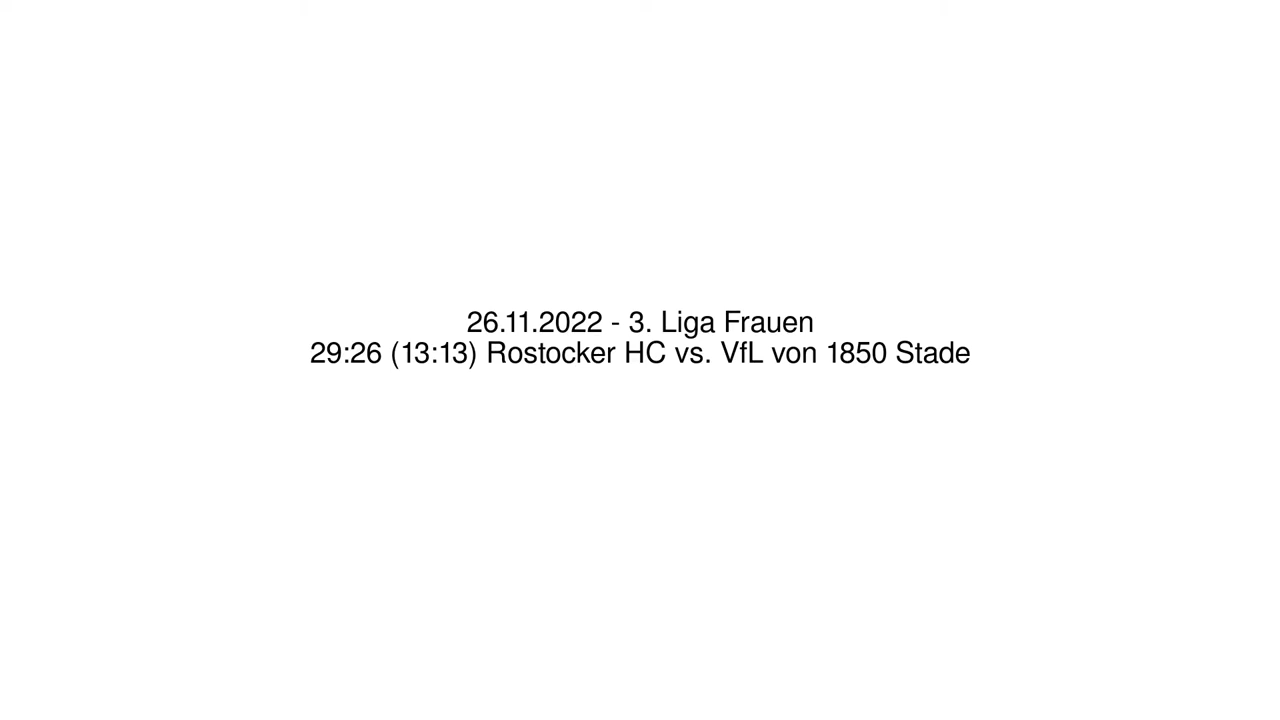 26.11.2022 - 3. Liga Frauen
29:26 (13:13) Rostocker HC vs. VfL von 1850 Stade